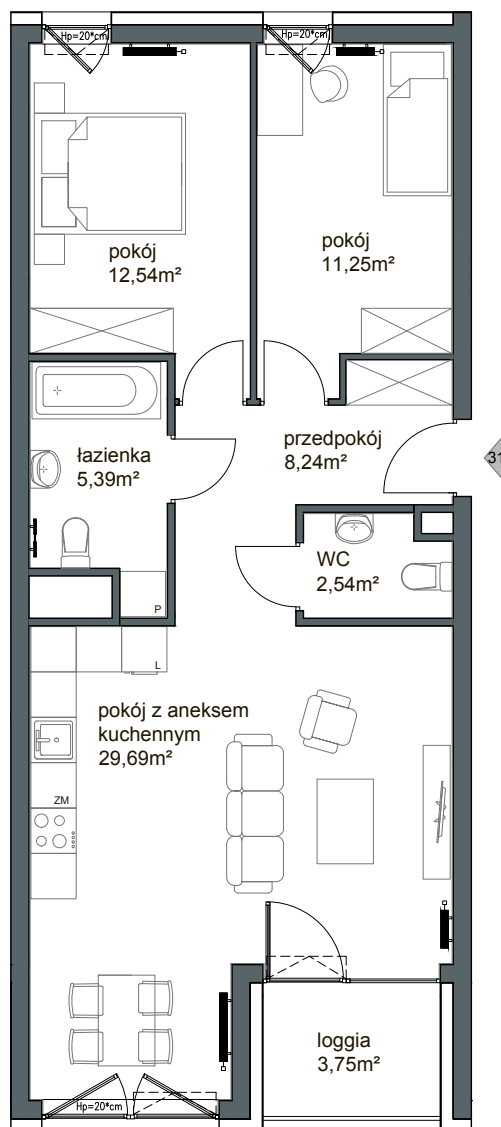 Hp=20*cm
Hp=20*cm
pokój
12,54m²
pokój
11,25m²
łazienka
5,39m²
przedpokój
8,24m²
31
WC
2,54m²
P
L
pokój z aneksem
kuchennym
29,69m²
ZM
loggia
3,75m²
Hp=20*cm